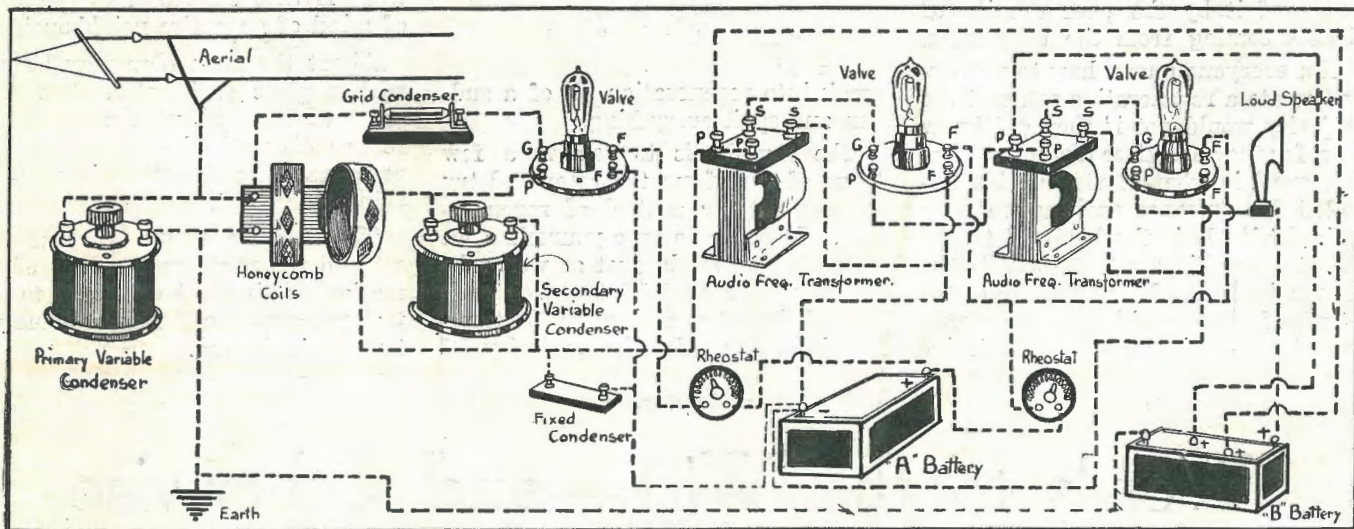 Aerial
Grid Condenser
Valve
G
P
F
F
Honeycomb
Coils
Primary Variable
Condenser
Secondary
Variable
Condenser
Fixed
Condenser
Earth
P
S
S
P
Audio Freq. Transformer.
Valve
G
P
F
F
Rheostat
"A" Battery
+
-
P
S
S
P
Audio Freq. Transformer
Valve
G
P
F
F
Loud Speaker
Rheostat
-
+
+
+
"B" Battery